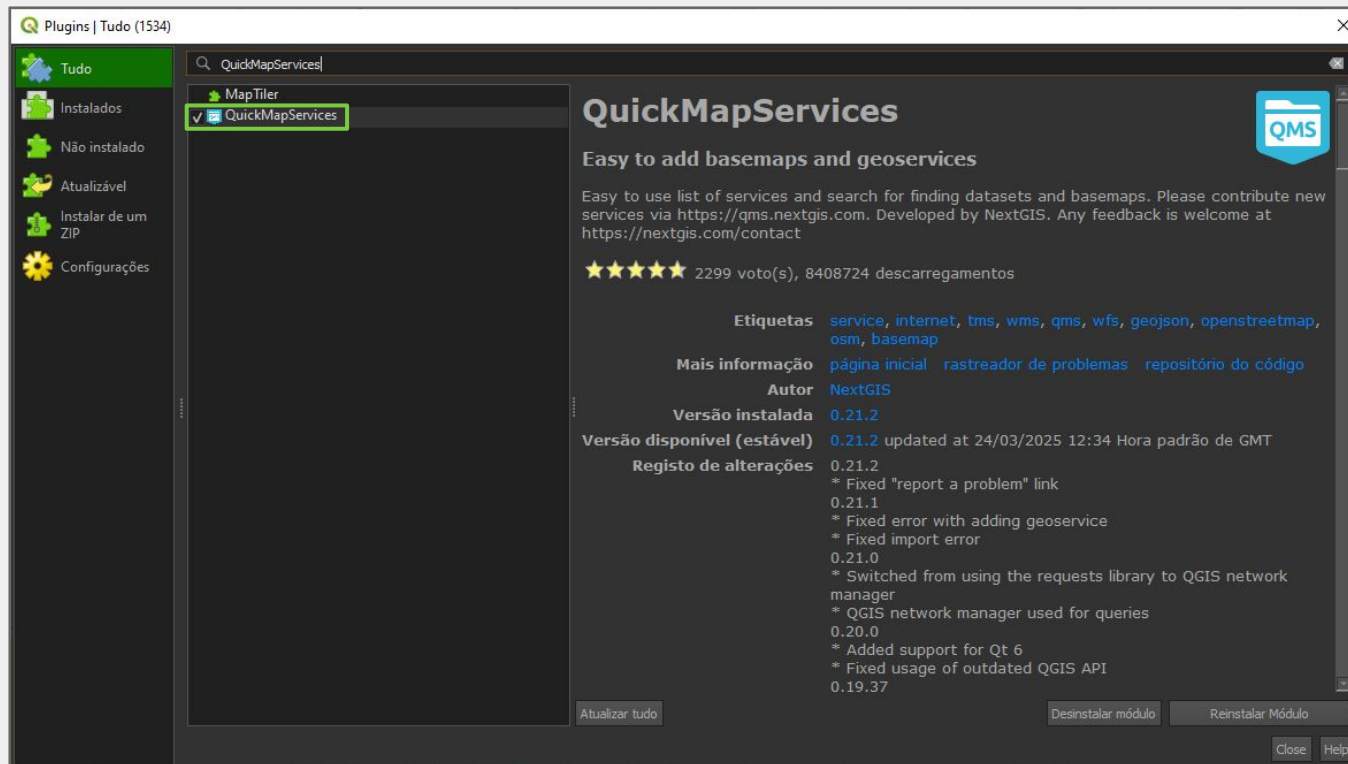 Plugins | Tudo (1534)
Tudo
Instalados
Não instalado
Atualizável
Instalar de um
ZIP
Configurações
QuickMapServices
MapTiler
QuickMapServices
QuickMapServices
QMS
Easy to add basemaps and geoservices
Easy to use list of services and search for finding datasets and basemaps. Please contribute new
services via https://qms.nextgis.com. Developed by NextGIS. Any feedback is welcome at
https://nextgis.com/contact
2299 voto(s), 8408724 descarregamentos
Etiquetas service, internet, tms, wms, qms, wfs, geojson, openstreetmap,
osm, basemap
Mais informação página inicial rastreador de problemas repositório do código
Autor NextGIS
Versão instalada 0.21.2
Versão disponível (estável) 0.21.2 updated at 24/03/2025 12:34 Hora padrão de GMT
Registo de alterações 0.21.2
* Fixed "report a problem" link
0.21.1
* Fixed error with adding geoservice
* Fixed import error
0.21.0
* Switched from using the requests library to QGIS network
manager
* QGIS network manager used for queries
0.20.0
* Added support for Qt 6
* Fixed usage of outdated QGIS API
0.19.37
Atualizar tudo Desinstalar módulo Reinstalar Módulo
Close Help